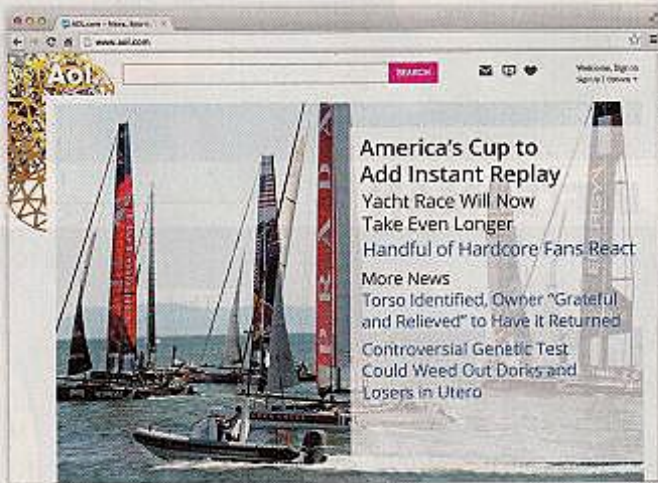 AOL.com
www.aol.com
Aol.
SEARCH
America's Cup to
Add Instant Replay
Yacht Race Will Now
Take Even Longer
Handful of Hardcore Fans React
More News
Torso Identified, Owner "Grateful
and Relieved" to Have it Returned
Controversial Genetic Test
Could Weed Out Dorks and
Losers in Utero